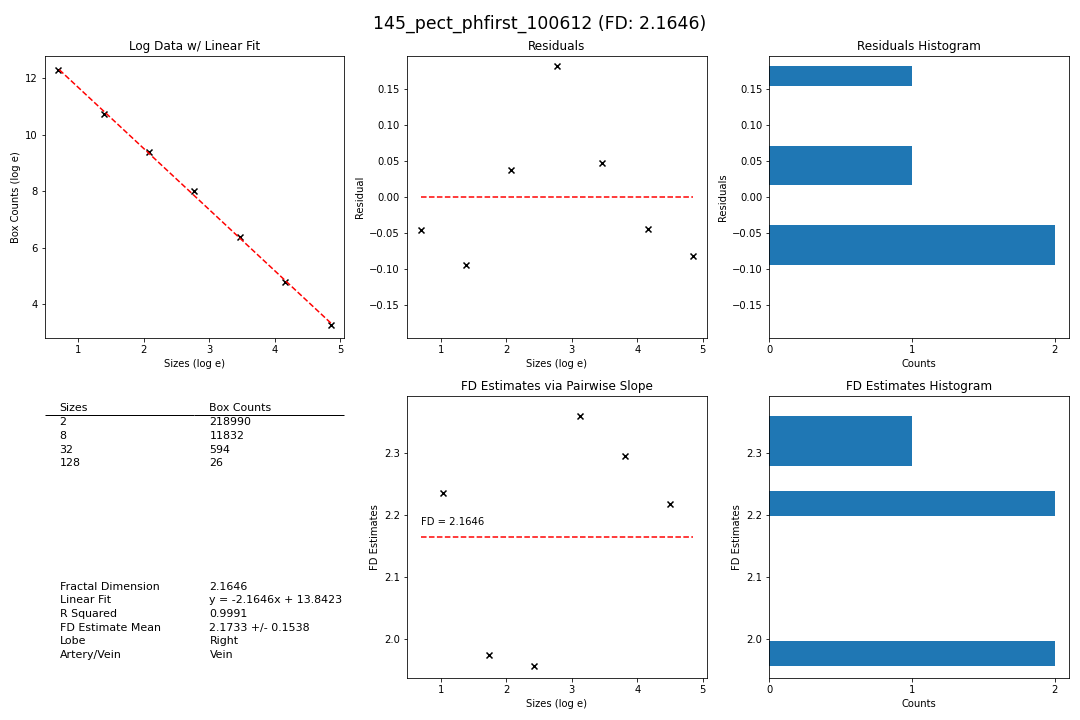 145_pect_phfirst_100612 (FD: 2.1646)
Log Data w/ Linear Fit
Box Counts (log e)
12
10
8
6
4
1 2 3 4 5
Sizes (log e)
Residuals
Residual
0.15
0.10
0.05
0.00
−0.05
−0.10
−0.15
1 2 3 4 5
Sizes (log e)
Residuals Histogram
Residuals
0.15
0.10
0.05
0.00
−0.05
−0.10
−0.15
0 1 2
Counts
Sizes Box Counts
2 218990
8 11832
32 594
128 26
Fractal Dimension 2.1646
Linear Fit y = -2.1646x + 13.8423
R Squared 0.9991
FD Estimate Mean 2.1733 +/- 0.1538
Lobe Right
Artery/Vein Vein
FD Estimates via Pairwise Slope
FD Estimates
2.3
2.2
2.1
2.0
FD = 2.1646
1 2 3 4 5
Sizes (log e)
FD Estimates Histogram
FD Estimates
2.3
2.2
2.1
2.0
0 1 2
Counts